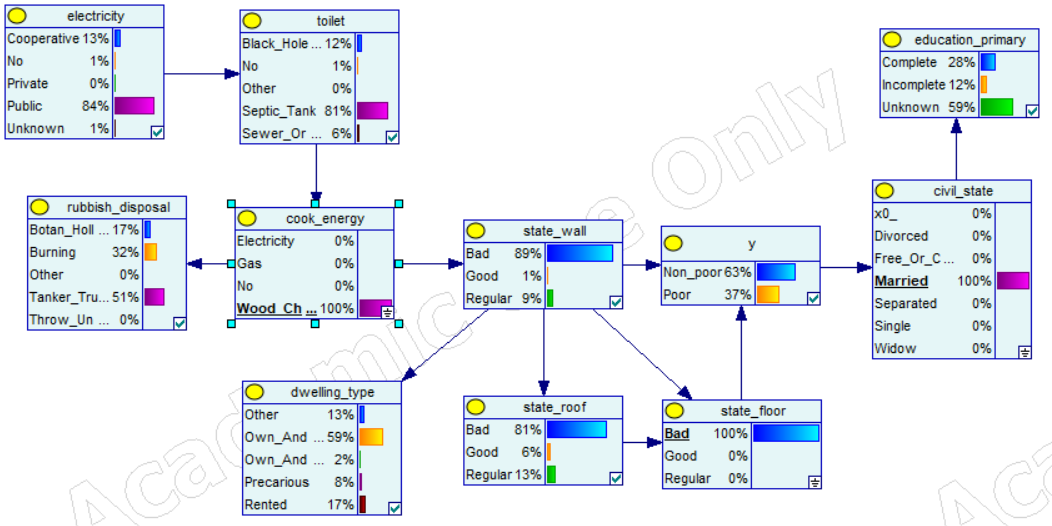 electricity
Cooperative 13%
No 1%
Private 0%
Public 84%
Unknown 1%
toilet
Black_Hole ... 12%
No 1%
Other 0%
Septic_Tank 81%
Sewer_Or ... 6%
education_primary
Complete 28%
Incomplete 12%
Unknown 59%
rubbish_disposal
Botan_Holl ... 17%
Burning 32%
Other 0%
Tanker_Tru... 51%
Throw_Un ... 0%
cook_energy
Electricity 0%
Gas 0%
No 0%
Wood_Ch ... 100%
state_wall
Bad 89%
Good 1%
Regular 9%
y
Non_poor 63%
Poor 37%
civil_state
x0_ 0%
Divorced 0%
Free_Or_C ... 0%
Married 100%
Separated 0%
Single 0%
Widow 0%
dwelling_type
Other 13%
Own_And ... 59%
Own_And ... 2%
Precarious 8%
Rented 17%
state_roof
Bad 81%
Good 6%
Regular 13%
state_floor
Bad 100%
Good 0%
Regular 0%
Academic Use Only
Aca